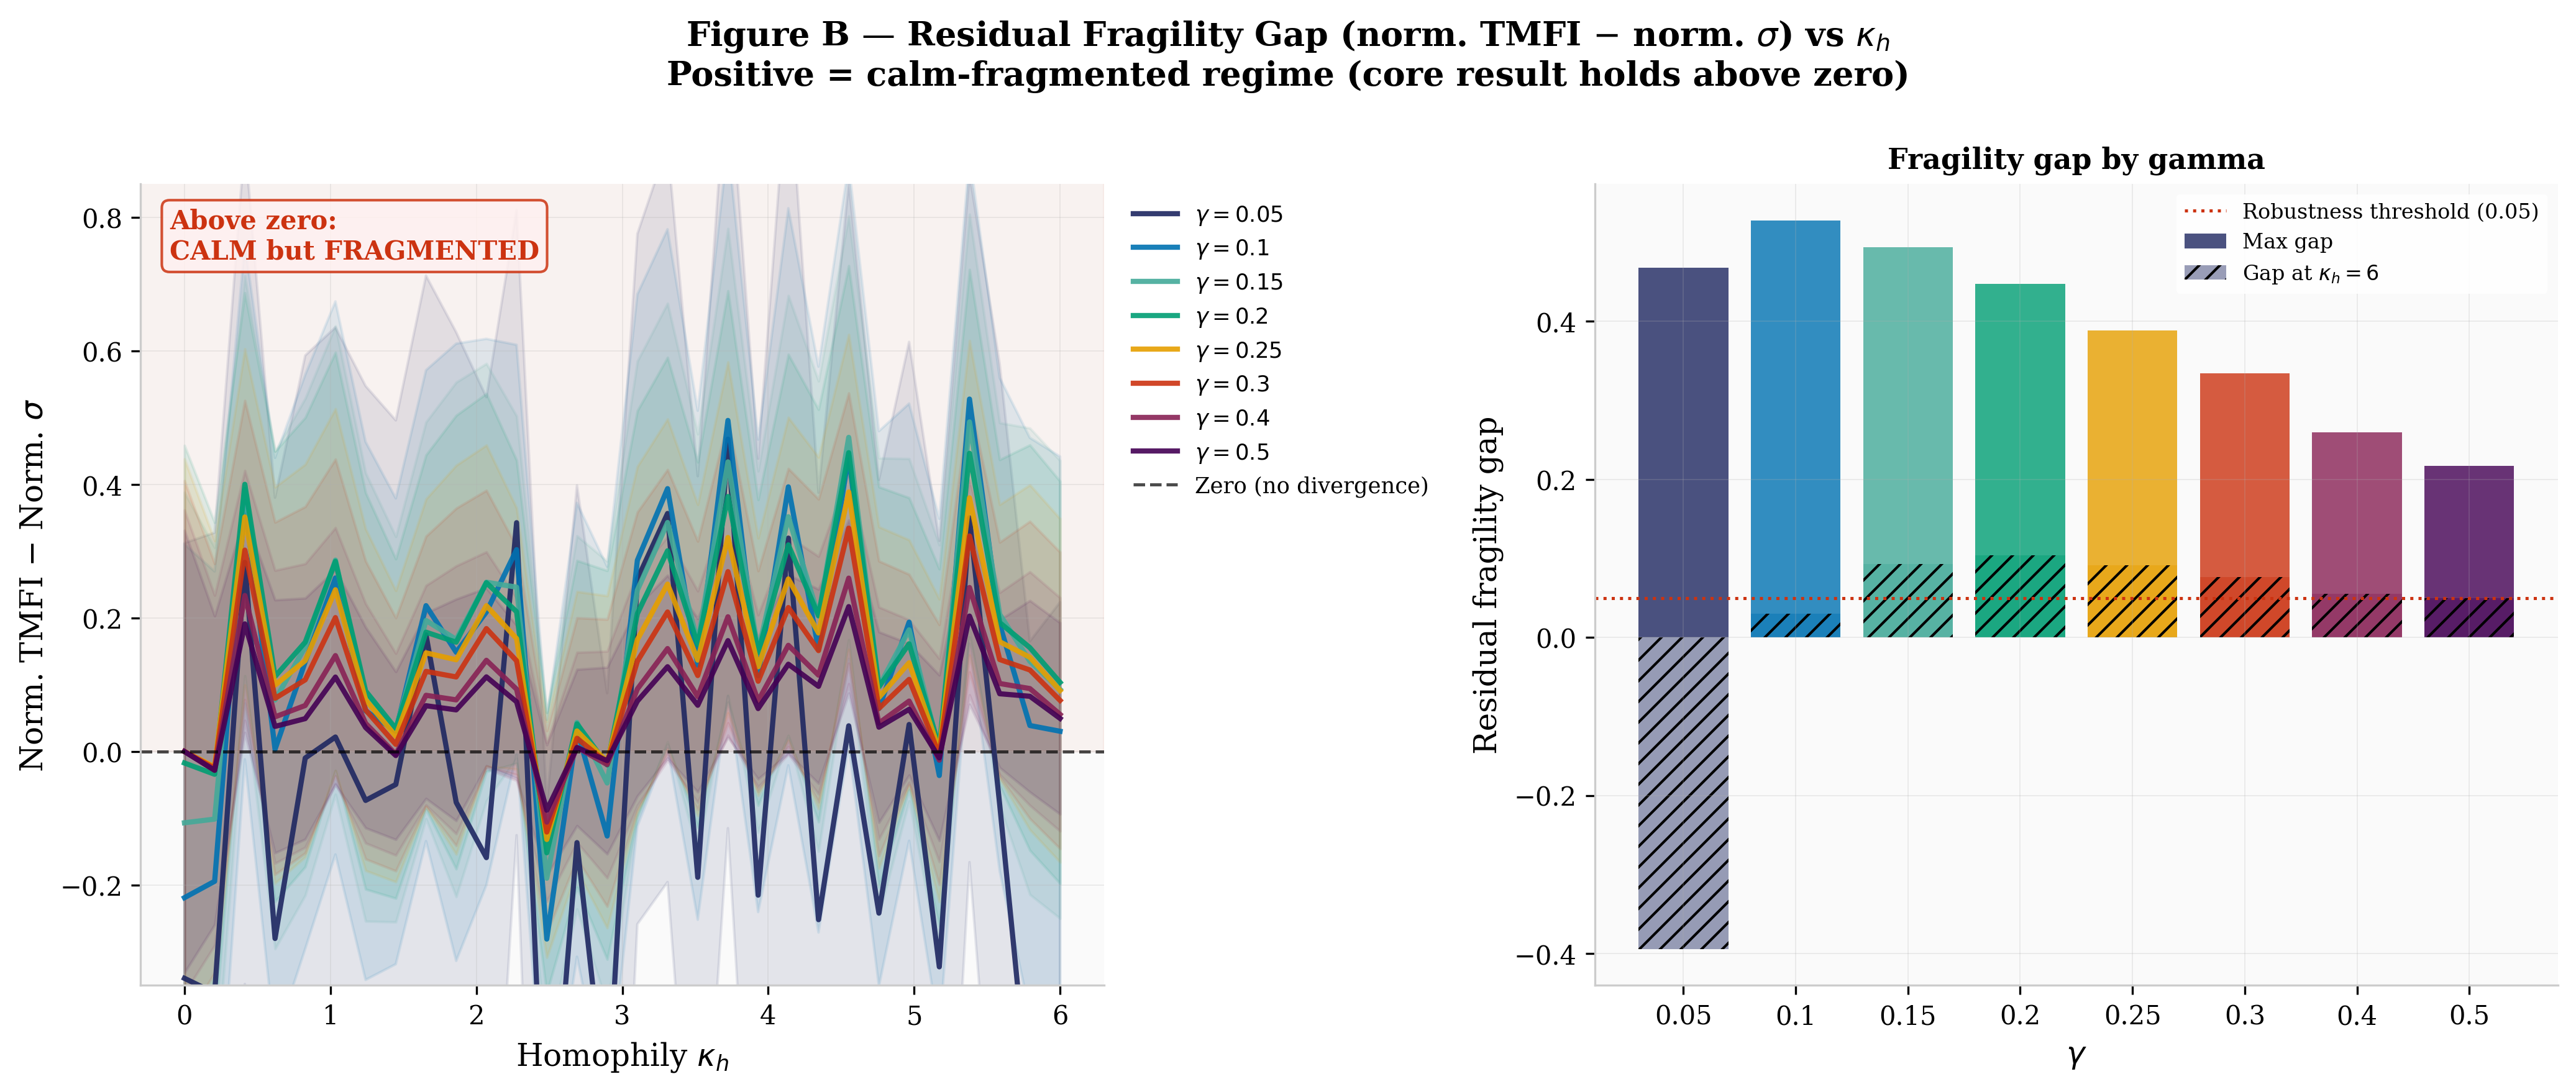 Figure B — Residual Fragility Gap (norm. TMFI − norm. σ) vs κ_h
Positive = calm-fragmented regime (core result holds above zero)
Norm. TMFI − Norm. σ
0.8
0.6
0.4
0.2
0.0
−0.2
Above zero:
CALM but FRAGMENTED
0 1 2 3 4 5 6
Homophily κ_h
γ = 0.05
γ = 0.1
γ = 0.15
γ = 0.2
γ = 0.25
γ = 0.3
γ = 0.4
γ = 0.5
Zero (no divergence)
Fragility gap by gamma
Residual fragility gap
0.4
0.2
0.0
−0.2
−0.4
Robustness threshold (0.05)
Max gap
Gap at κ_h = 6
0.05 0.1 0.15 0.2 0.25 0.3 0.4 0.5
γ